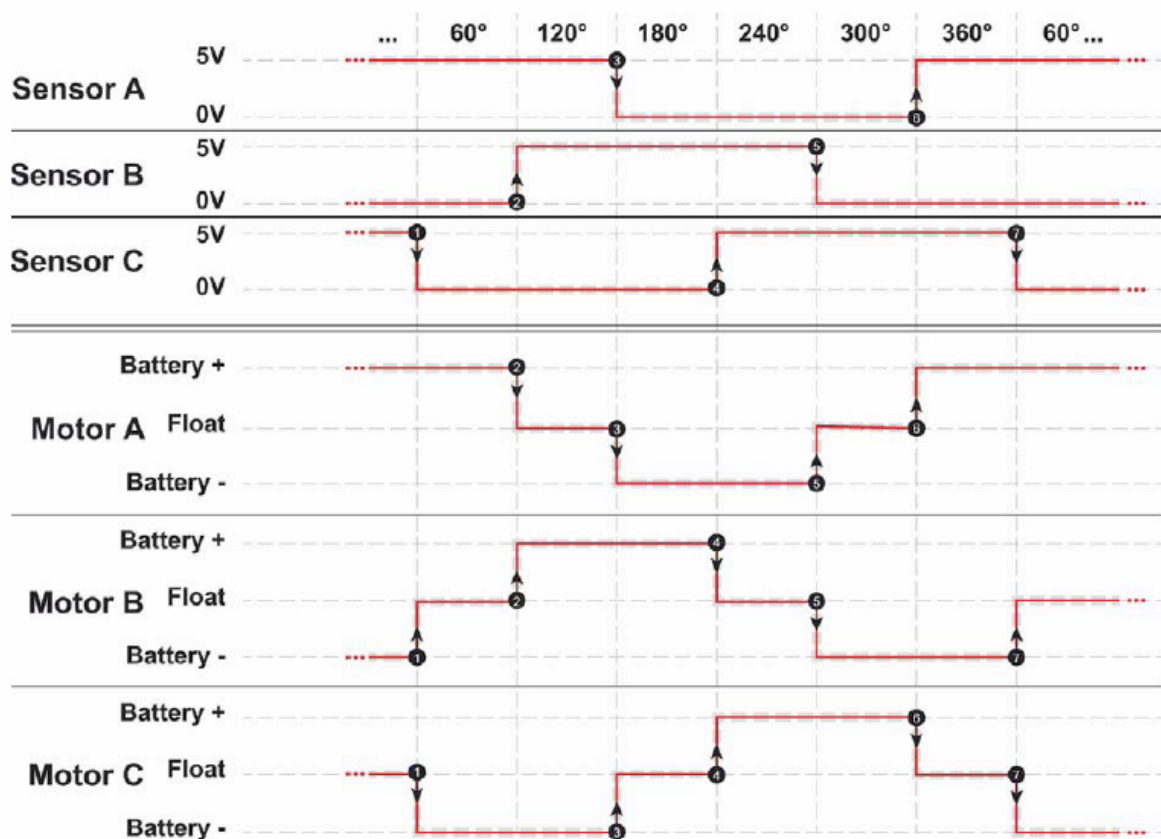 ... 60° 120° 180° 240° 300° 360° 60°...
5V
3
Sensor A
0V
6
5V
5
Sensor B
0V
2
5V
1
7
Sensor C
0V
4
Battery +
2
Motor A
Float
3
6
Battery -
5
Battery +
4
Motor B
Float
2
5
Battery -
1
7
Battery +
6
Motor C
Float
1
4
7
Battery -
3